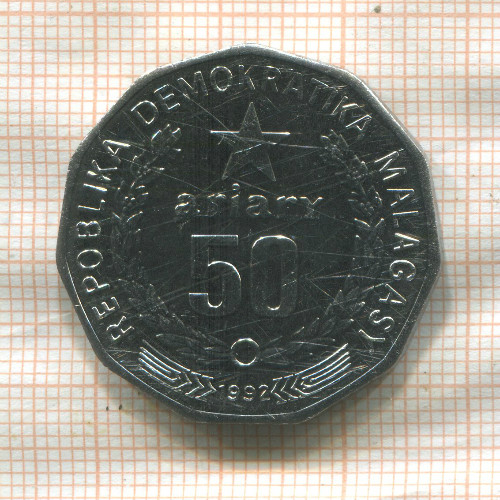 REPOBLIKA DEMOKRATIKA MALAGASY
ariary
50
1992